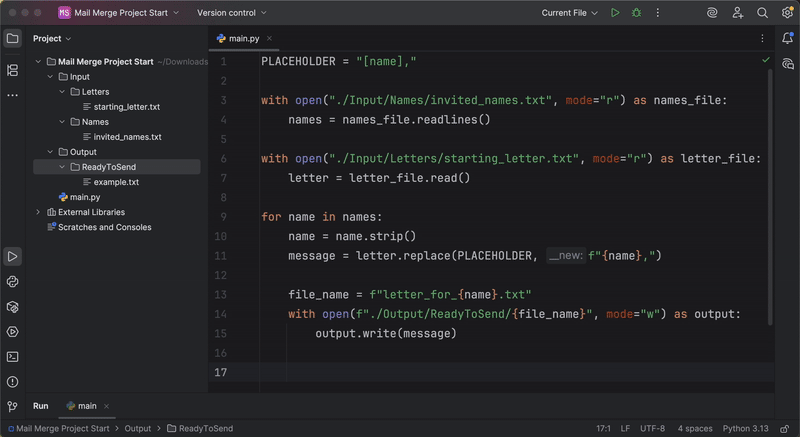 MS Mail Merge Project Start Version control Current File
Project
main.py
Mail Merge Project Start ~/Downloads
Input
Letters
starting_letter.txt
Names
invited_names.txt
Output
ReadyToSend
example.txt
main.py
External Libraries
Scratches and Consoles
1 PLACEHOLDER = "[name],"
2
3 with open("./Input/Names/invited_names.txt", mode="r") as names_file:
4     names = names_file.readlines()
5
6 with open("./Input/Letters/starting_letter.txt", mode="r") as letter_file:
7     letter = letter_file.read()
8
9 for name in names:
10     name = name.strip()
11     message = letter.replace(PLACEHOLDER, __new: f"{name},")
12
13     file_name = f"letter_for_{name}.txt"
14     with open(f"./Output/ReadyToSend/{file_name}", mode="w") as output:
15         output.write(message)
16
17
Run main
Mail Merge Project Start Output ReadyToSend 17:1 LF UTF-8 4 spaces Python 3.13